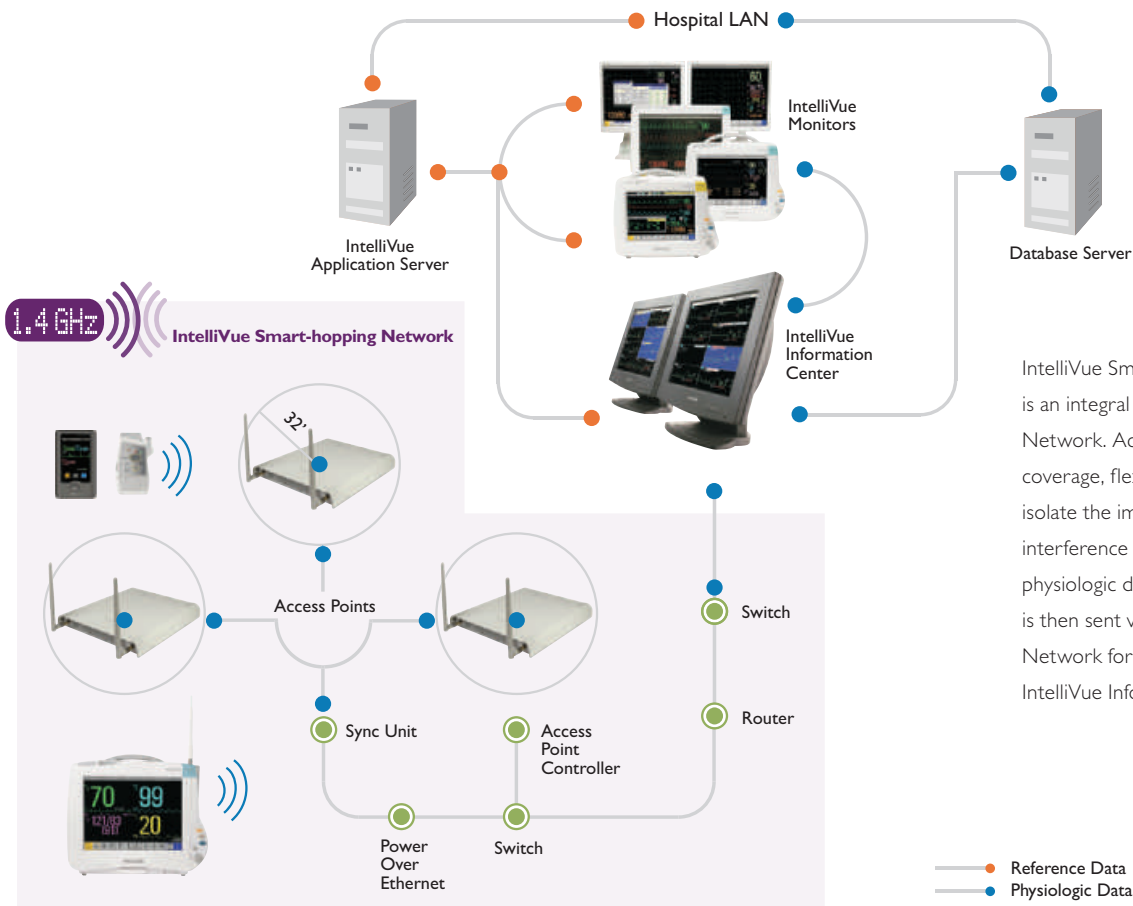 Hospital LAN
IntelliVue
Monitors
IntelliVue
Application Server
Database Server
1.4 GHz
IntelliVue Smart-hopping Network
IntelliVue
Information
Center
32'
Access Points
Switch
Sync Unit
Access
Point
Controller
Router
70
99
121/83
20
Power
Over
Ethernet
Switch
IntelliVue Sm
is an integral
Network. Ac
coverage, flex
isolate the im
interference
physiologic d
is then sent v
Network for
IntelliVue Info
Reference Data
Physiologic Data